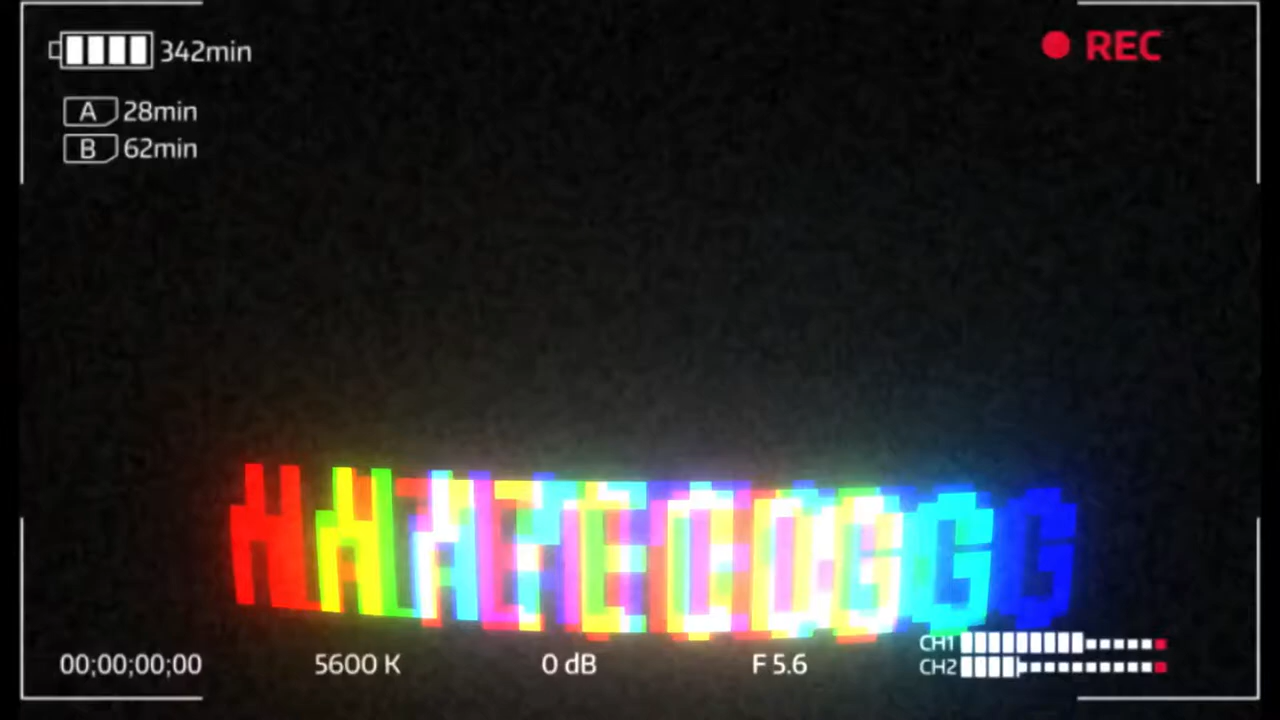 342min
REC
A 28min
B 62min
00;00;00;00
5600 K
0 dB
F 5.6
CH1
CH2